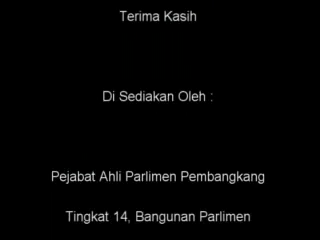 Terima Kasih
Di Sediakan Oleh :
Pejabat Ahli Parlimen Pembangkang
Tingkat 14, Bangunan Parlimen